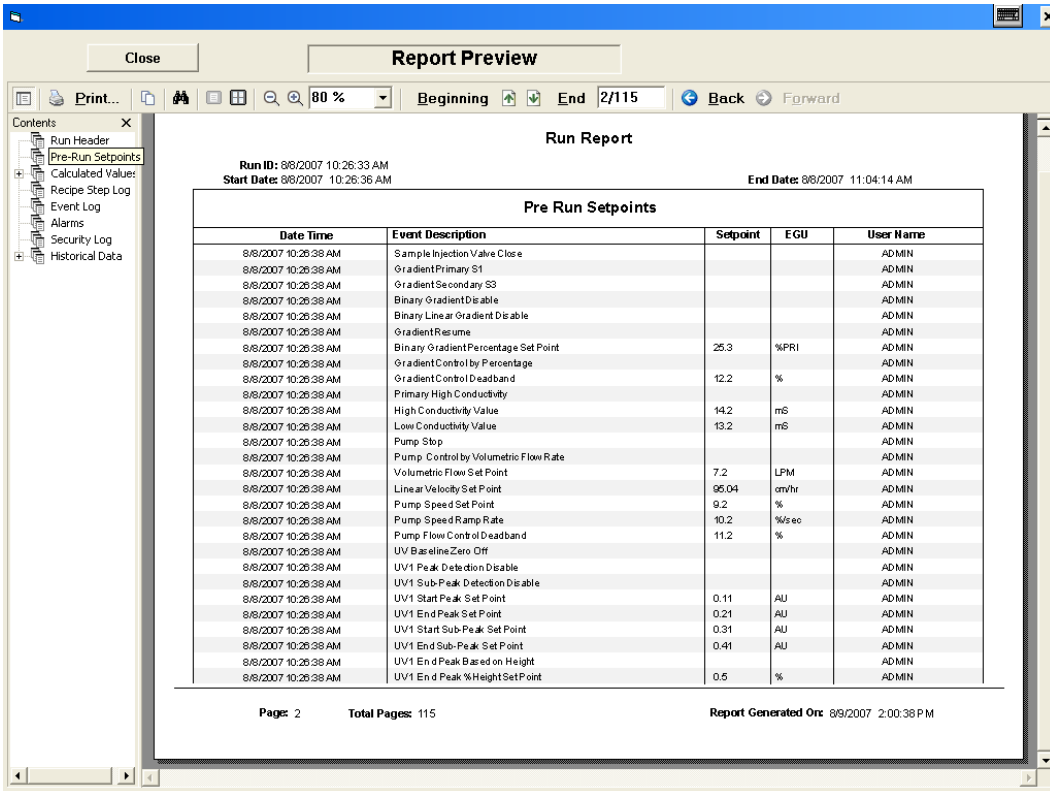 Close
Report Preview
Print... 80 % Beginning End 2/115 Back Forward
Contents X
Run Header
Pre-Run Setpoints
Calculated Values
Recipe Step Log
Event Log
Alarms
Security Log
Historical Data
Run Report
Run ID: 8/8/2007 10:26:33 AM
Start Date: 8/8/2007 10:26:36 AM End Date: 8/8/2007 11:04:14 AM
Pre Run Setpoints
Date Time Event Description Setpoint EGU User Name
8/8/2007 10:26:38 AM Sample Injection Valve Close ADMIN
8/8/2007 10:26:38 AM Gradient Primary S1 ADMIN
8/8/2007 10:26:38 AM Gradient Secondary S3 ADMIN
8/8/2007 10:26:38 AM Binary Gradient Disable ADMIN
8/8/2007 10:26:38 AM Binary Linear Gradient Disable ADMIN
8/8/2007 10:26:38 AM Gradient Resume ADMIN
8/8/2007 10:26:38 AM Binary Gradient Percentage Set Point 25.3 %PRI ADMIN
8/8/2007 10:26:38 AM Gradient Control by Percentage ADMIN
8/8/2007 10:26:38 AM Gradient Control Deadband 12.2 % ADMIN
8/8/2007 10:26:38 AM Primary High Conductivity ADMIN
8/8/2007 10:26:38 AM High Conductivity Value 14.2 mS ADMIN
8/8/2007 10:26:38 AM Low Conductivity Value 13.2 mS ADMIN
8/8/2007 10:26:38 AM Pump Stop ADMIN
8/8/2007 10:26:38 AM Pump Control by Volumetric Flow Rate ADMIN
8/8/2007 10:26:38 AM Volumetric Flow Set Point 7.2 LPM ADMIN
8/8/2007 10:26:38 AM Linear Velocity Set Point 95.04 cm/hr ADMIN
8/8/2007 10:26:38 AM Pump Speed Set Point 9.2 % ADMIN
8/8/2007 10:26:38 AM Pump Speed Ramp Rate 10.2 %/sec ADMIN
8/8/2007 10:26:38 AM Pump Flow Control Deadband 11.2 % ADMIN
8/8/2007 10:26:38 AM UV Baseline Zero Off ADMIN
8/8/2007 10:26:38 AM UV1 Peak Detection Disable ADMIN
8/8/2007 10:26:38 AM UV1 Sub-Peak Detection Disable ADMIN
8/8/2007 10:26:38 AM UV1 Start Peak Set Point 0.11 AU ADMIN
8/8/2007 10:26:38 AM UV1 End Peak Set Point 0.21 AU ADMIN
8/8/2007 10:26:38 AM UV1 Start Sub-Peak Set Point 0.31 AU ADMIN
8/8/2007 10:26:38 AM UV1 End Sub-Peak Set Point 0.41 AU ADMIN
8/8/2007 10:26:38 AM UV1 End Peak Based on Height ADMIN
8/8/2007 10:26:38 AM UV1 End Peak %Height Set Point 0.5 % ADMIN
Page: 2 Total Pages: 115 Report Generated On: 8/9/2007 2:00:38 PM